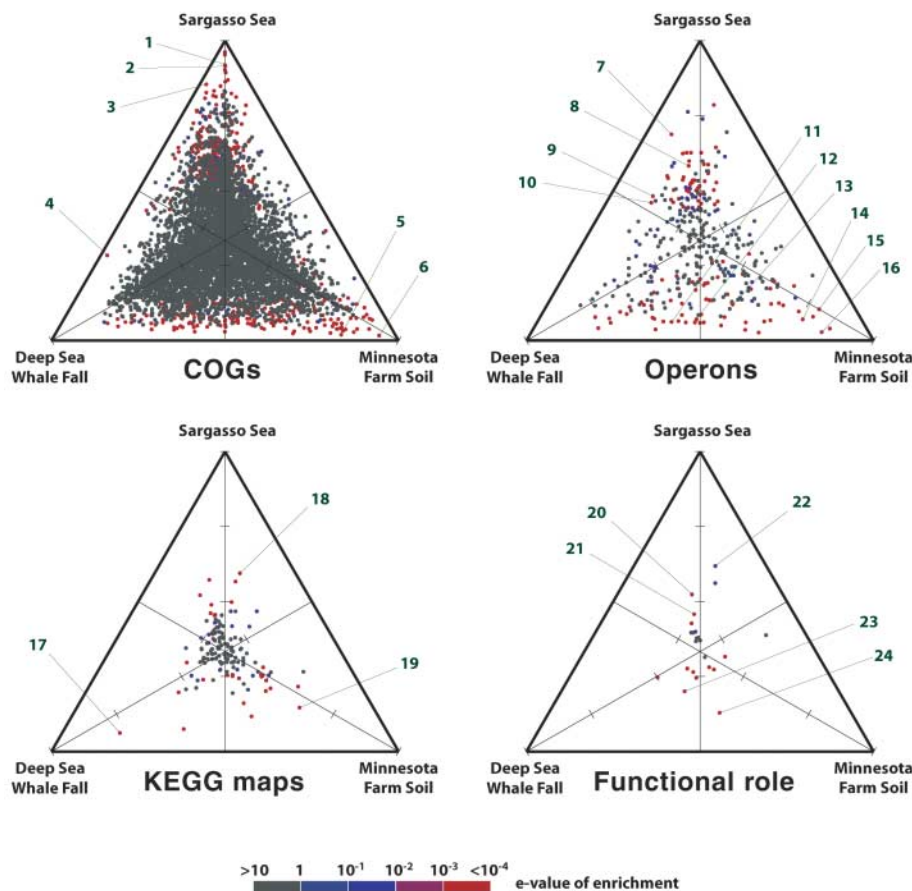 Sargasso Sea
1
2
3
4
5
6
Deep Sea
Whale Fall
COGs
Minnesota
Farm Soil
Sargasso Sea
7
8
9
10
11
12
13
14
15
16
Deep Sea
Whale Fall
Operons
Minnesota
Farm Soil
Sargasso Sea
17
18
19
Deep Sea
Whale Fall
KEGG maps
Minnesota
Farm Soil
Sargasso Sea
20
21
22
23
24
Deep Sea
Whale Fall
Functional role
Minnesota
Farm Soil
>10 1 10⁻¹ 10⁻² 10⁻³ <10⁻⁴
e-value of enrichment